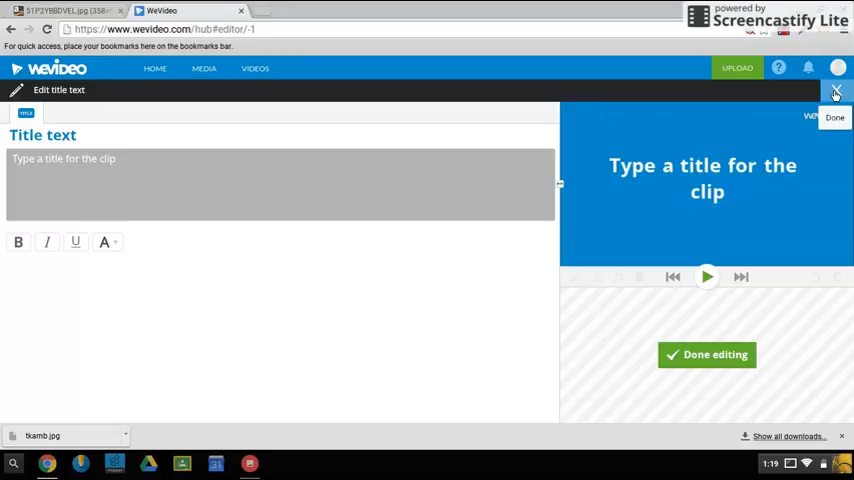 51P2YBBDVEL.jpg (358×
WeVideo
powered by
Screencastify Lite
https://www.wevideo.com/hub#editor/-1
For quick access, place your bookmarks here on the bookmarks bar.
WEVIDEO
HOME
MEDIA
VIDEOS
UPLOAD
?
Edit title text
Done
TITLE
Title text
Type a title for the clip
Type a title for the
clip
B I U A
Done editing
tkamb.jpg
Show all downloads...
31
1:19